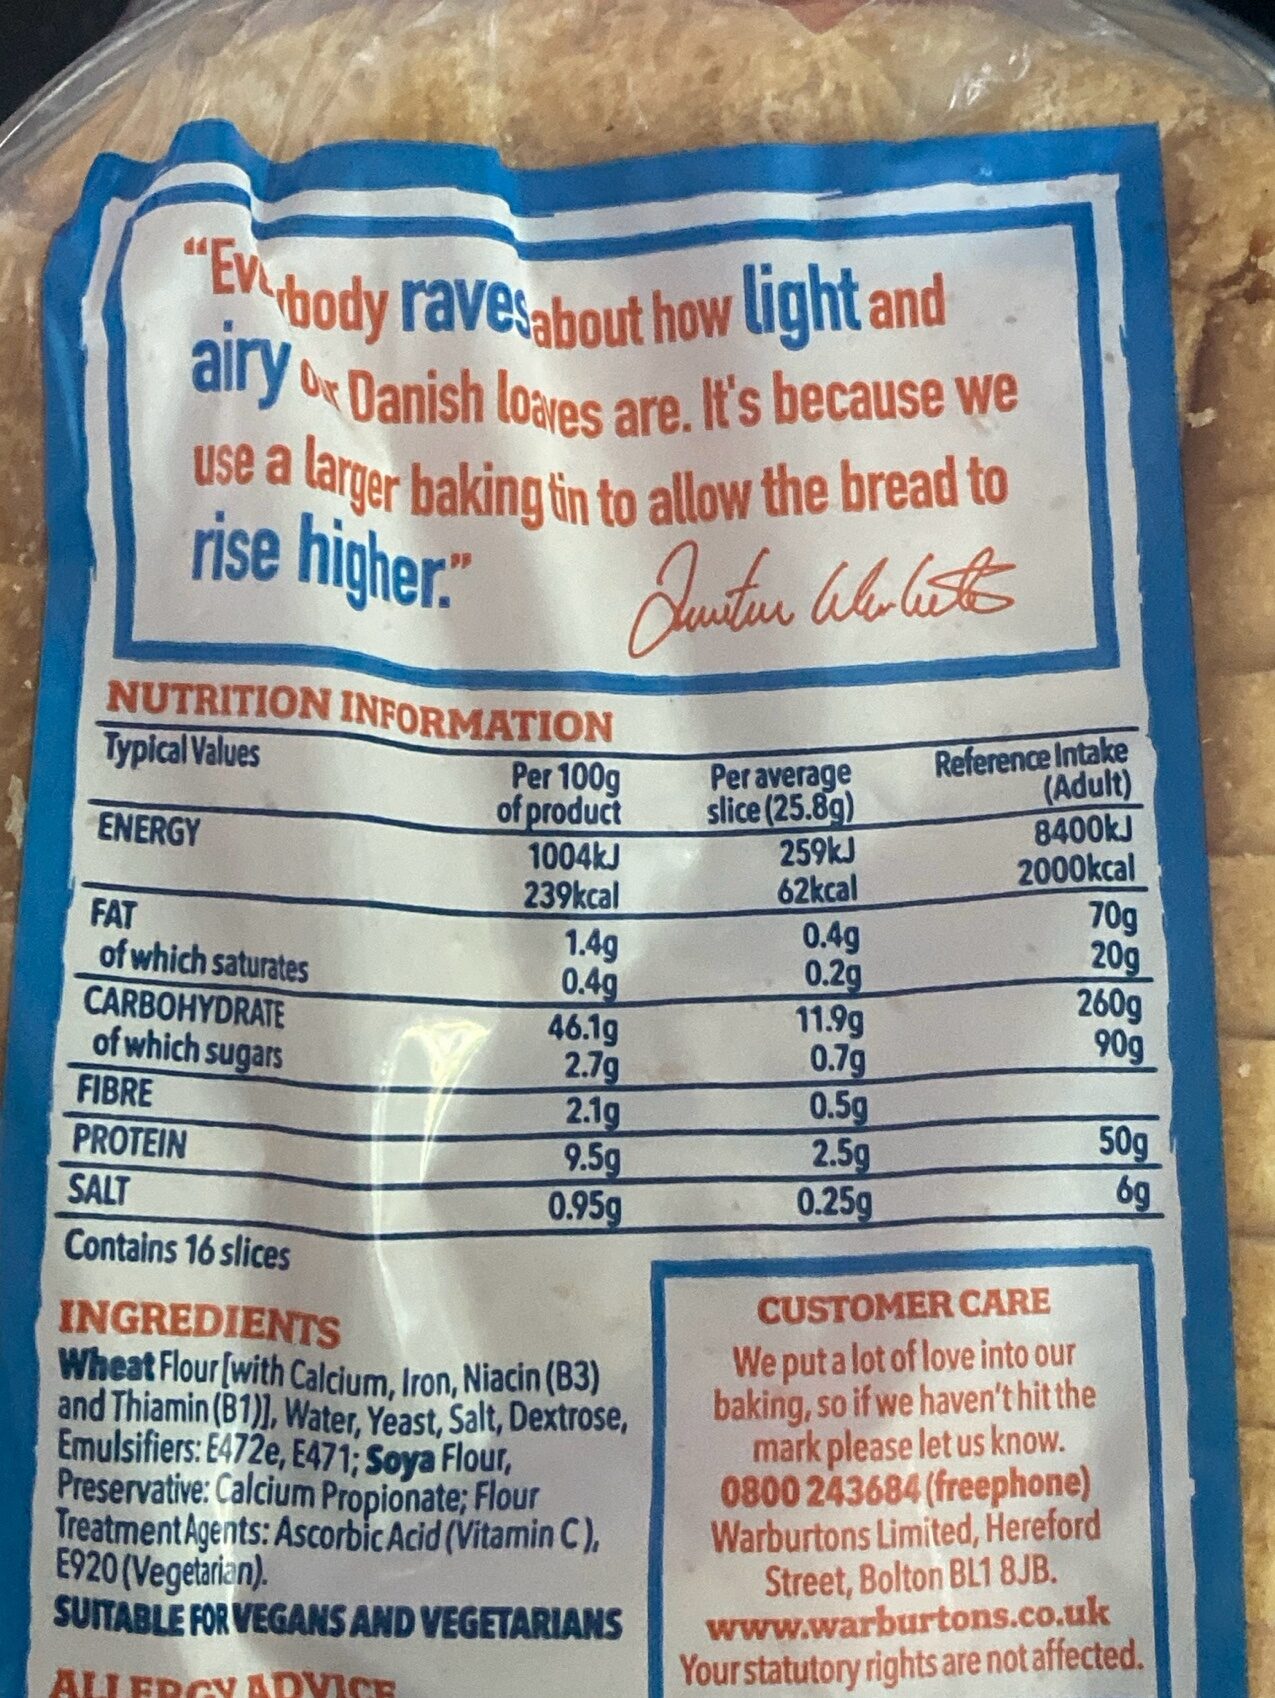 "Everybody raves about how light and
airy our Danish loaves are. It's because we
use a larger baking tin to allow the bread to
rise higher."
NUTRITION INFORMATION
Typical Values Per 100g of product Per average slice (25.8g) Reference Intake (Adult)
ENERGY 1004kJ 259kJ 8400kJ
239kcal 62kcal 2000kcal
FAT 1.4g 0.4g 70g
of which saturates 0.4g 0.2g 20g
CARBOHYDRATE 46.1g 11.9g 260g
of which sugars 2.7g 0.7g 90g
FIBRE 2.1g 0.5g
PROTEIN 9.5g 2.5g 50g
SALT 0.95g 0.25g 6g
Contains 16 slices
INGREDIENTS
Wheat Flour [with Calcium, Iron, Niacin (B3)
and Thiamin (B1)], Water, Yeast, Salt, Dextrose,
Emulsifiers: E472e, E471; Soya Flour,
Preservative: Calcium Propionate; Flour
Treatment Agents: Ascorbic Acid (Vitamin C),
E920 (Vegetarian).
SUITABLE FOR VEGANS AND VEGETARIANS
ALLERGY ADVICE
CUSTOMER CARE
We put a lot of love into our
baking, so if we haven't hit the
mark please let us know.
0800 243684 (freephone)
Warburtons Limited, Hereford
Street, Bolton BL1 8JB.
www.warburtons.co.uk
Your statutory rights are not affected.